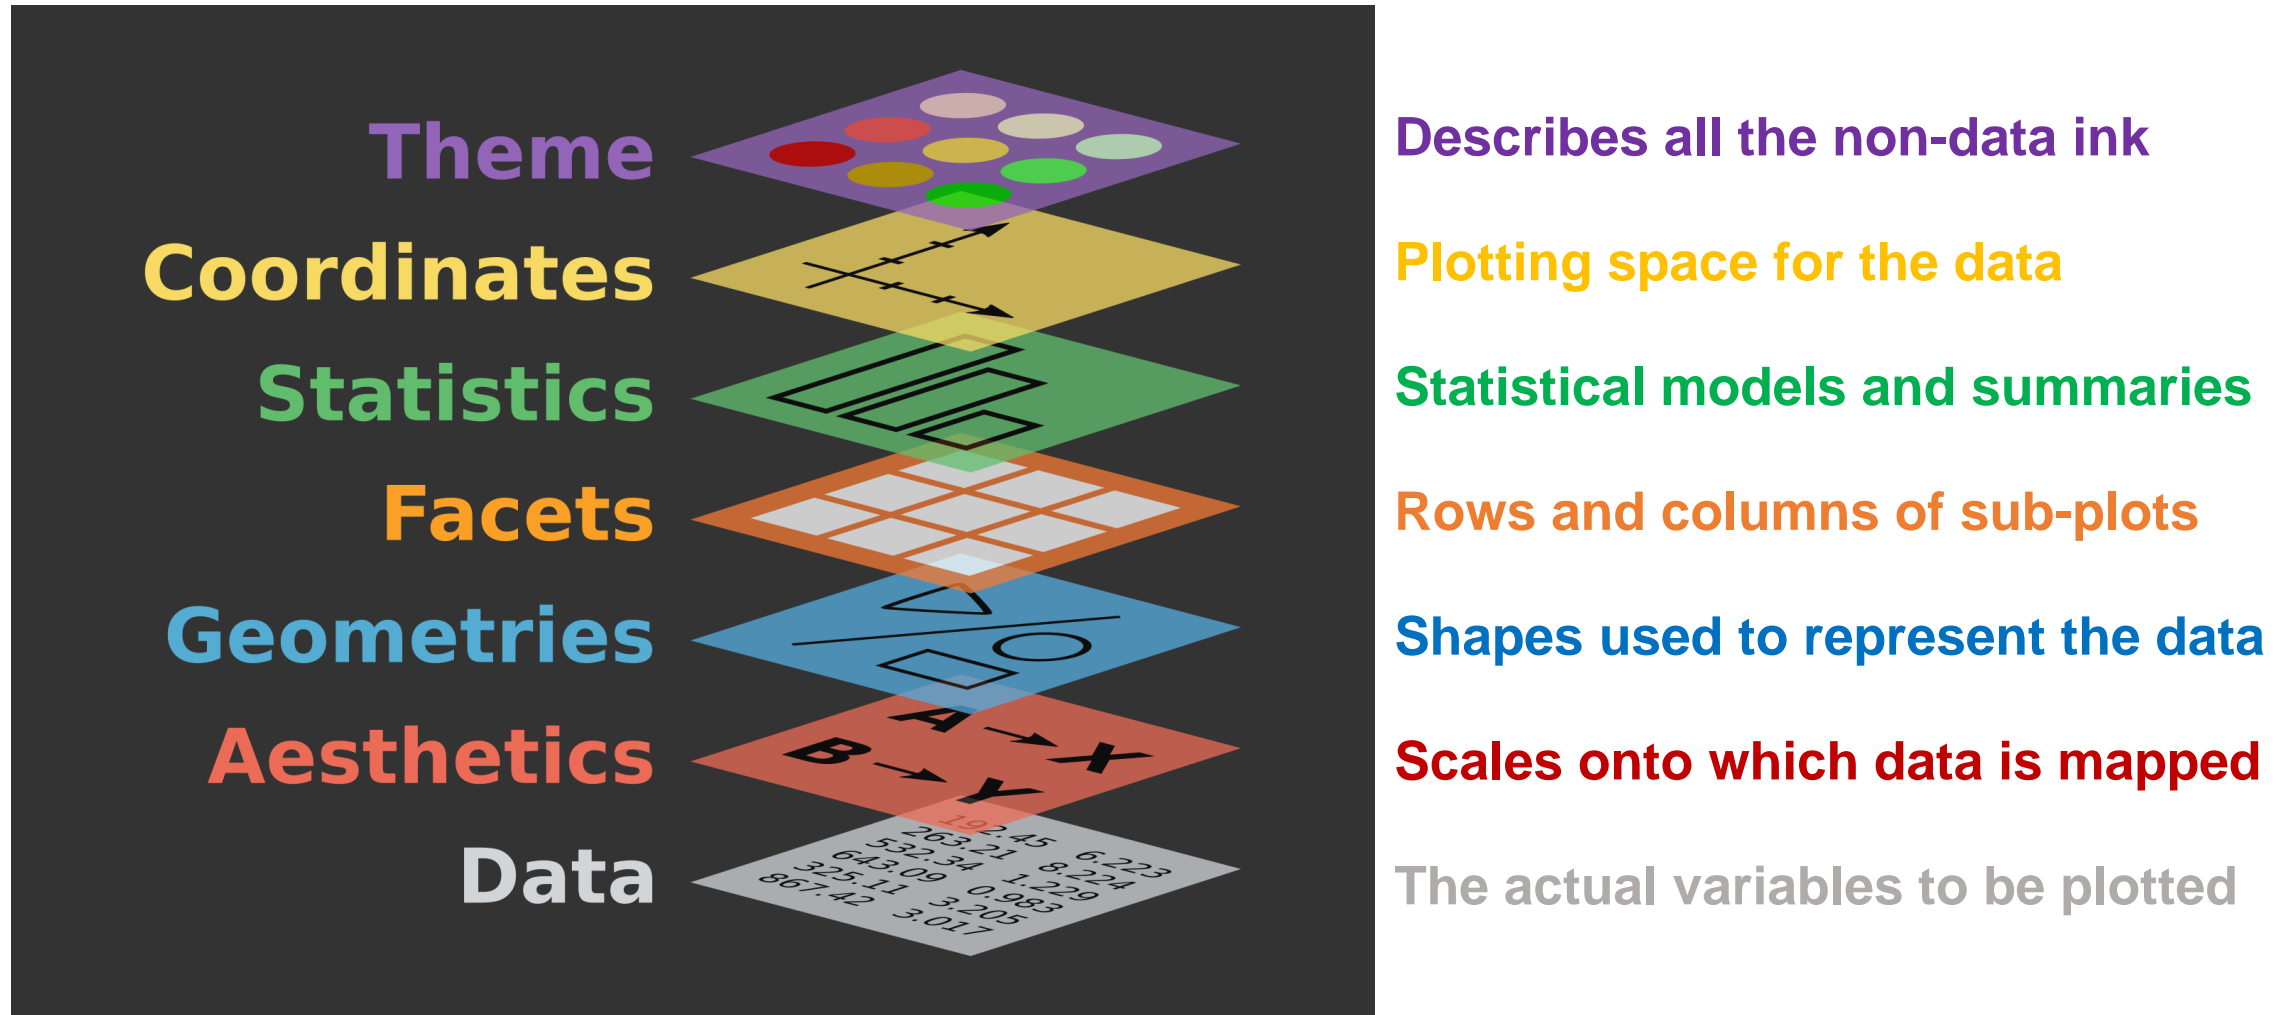 Theme
Describes all the non-data ink
Coordinates
Plotting space for the data
Statistics
Statistical models and summaries
Facets
Rows and columns of sub-plots
Geometries
Shapes used to represent the data
Aesthetics
A → X
B → Y
Scales onto which data is mapped
Data
192.45 6.223
263.21 8.224
532.34 1.229
643.09 0.983
325.11 3.205
867.42 3.017
The actual variables to be plotted